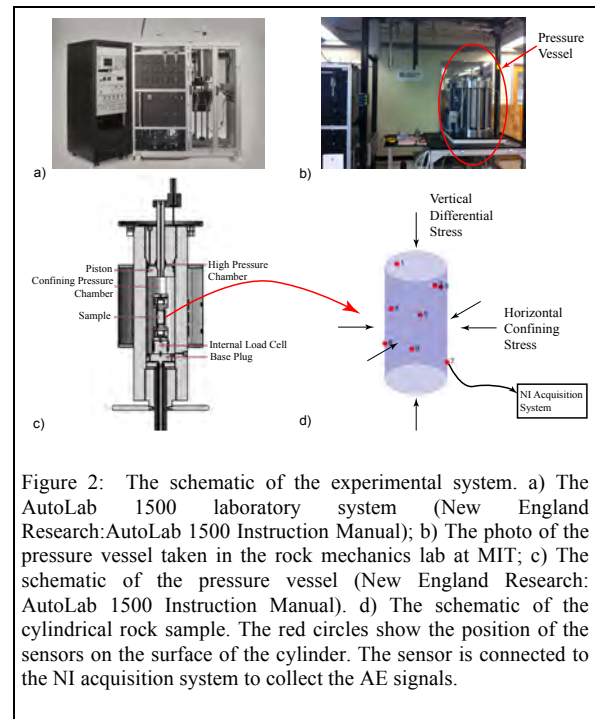 a)
b)
Pressure
Vessel
Piston
Confining Pressure
Chamber
Sample
High Pressure
Chamber
Internal Load Cell
Base Plug
c)
Vertical
Differential
Stress
Horizontal
Confining
Stress
1
5
7
NI Acquisition
System
d)
Figure 2: The schematic of the experimental system. a) The
AutoLab 1500 laboratory system (New England
Research:AutoLab 1500 Instruction Manual); b) The photo of the
pressure vessel taken in the rock mechanics lab at MIT; c) The
schematic of the pressure vessel (New England Research:
AutoLab 1500 Instruction Manual). d) The schematic of the
cylindrical rock sample. The red circles show the position of the
sensors on the surface of the cylinder. The sensor is connected to
the NI acquisition system to collect the AE signals.